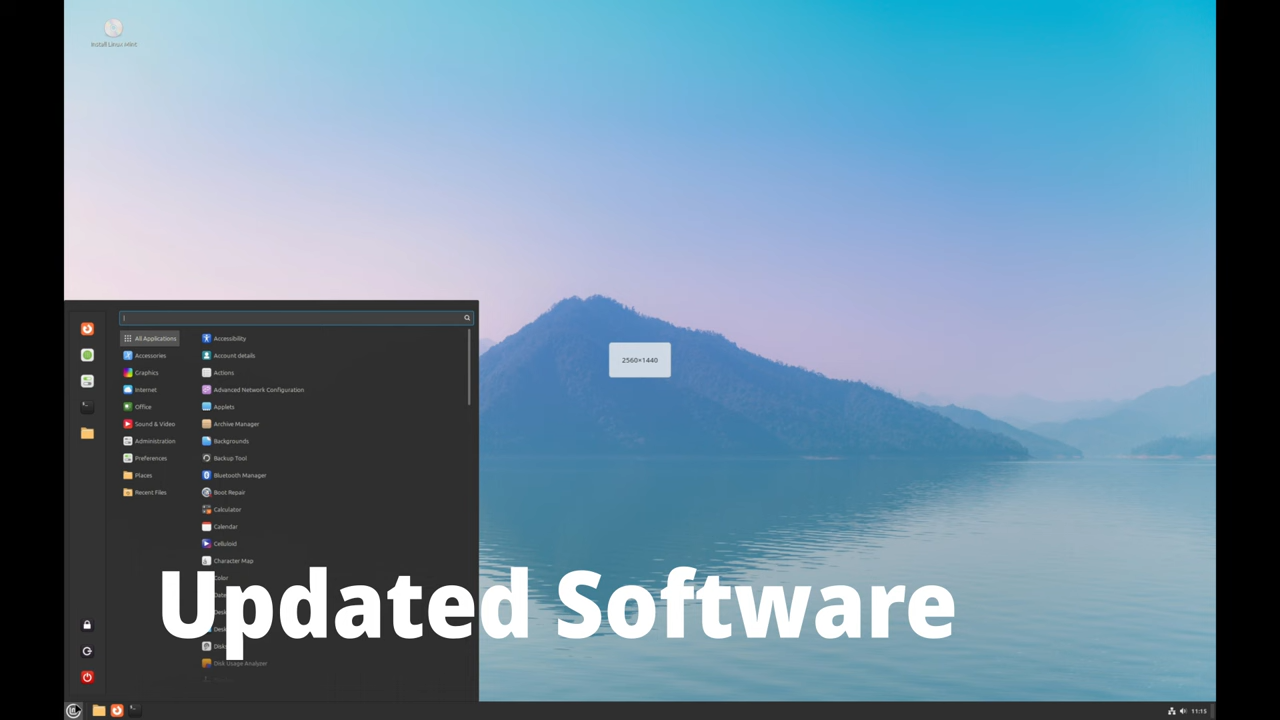 Install Linux Mint
2560×1440
All Applications
Accessories
Graphics
Internet
Office
Sound & Video
Administration
Preferences
Places
Recent Files
Accessibility
Account details
Actions
Advanced Network Configuration
Applets
Archive Manager
Backgrounds
Backup Tool
Bluetooth Manager
Boot Repair
Calculator
Calendar
Celluloid
Character Map
Color
Disk Usage Analyzer
Updated Software
11:15